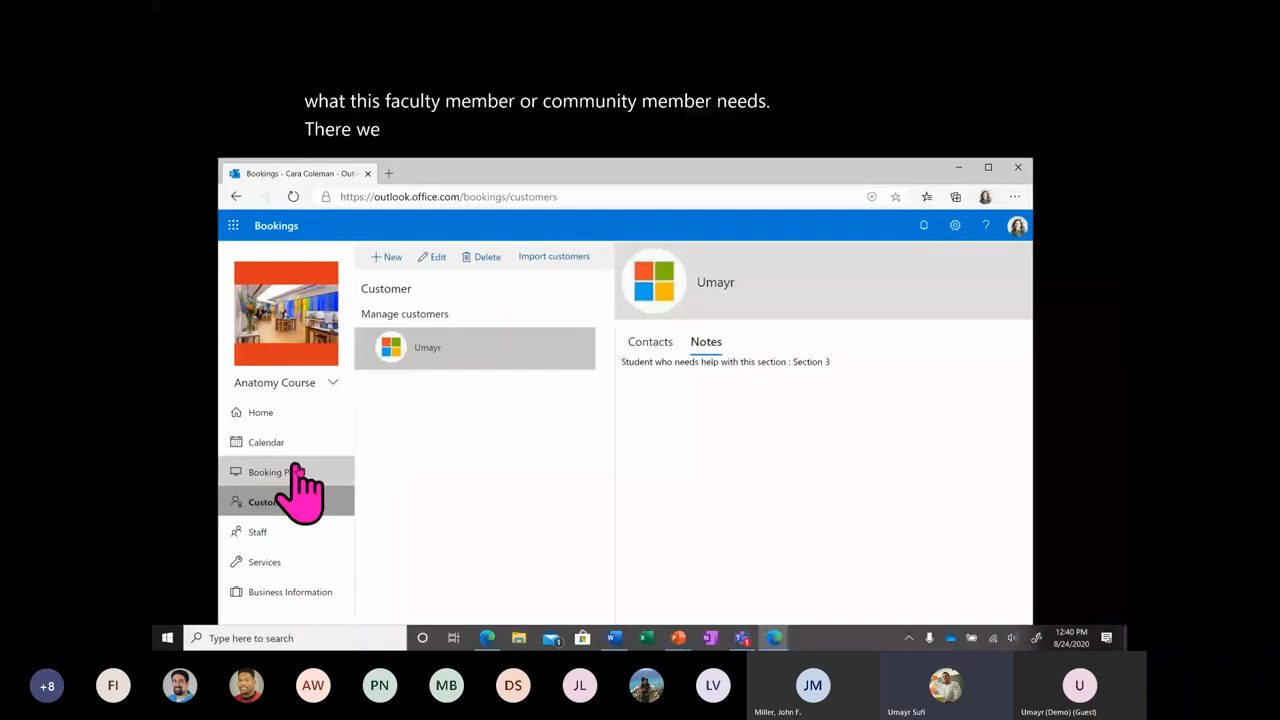 what this faculty member or community member needs.
There we
Bookings - Cara Coleman - Outl
https://outlook.office.com/bookings/customers
Bookings
New
Edit
Delete
Import customers
Umayr
Customer
Manage customers
Umayr
Contacts
Notes
Student who needs help with this section : Section 3
Anatomy Course
Home
Calendar
Booking P
Custo
Staff
Services
Business Information
Type here to search
12:40 PM
8/24/2020
+8
FI
AW
PN
MB
DS
JL
LV
JM
U
Miller, John F.
Umayr Sufi
Umayr (Demo) (Guest)